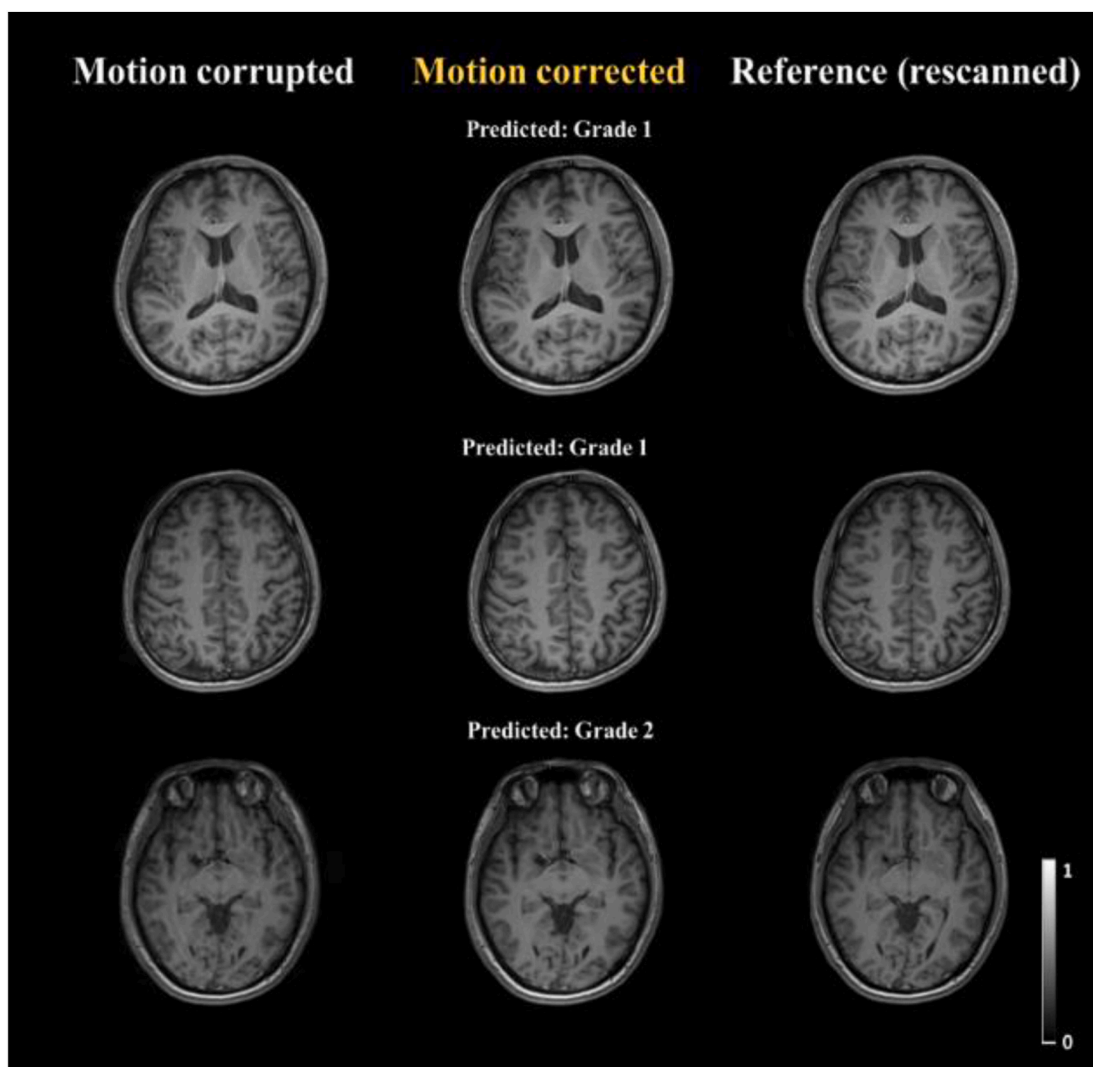 Motion corrupted
Motion corrected
Reference (rescanned)
Predicted: Grade 1
Predicted: Grade 1
Predicted: Grade 2
1
0